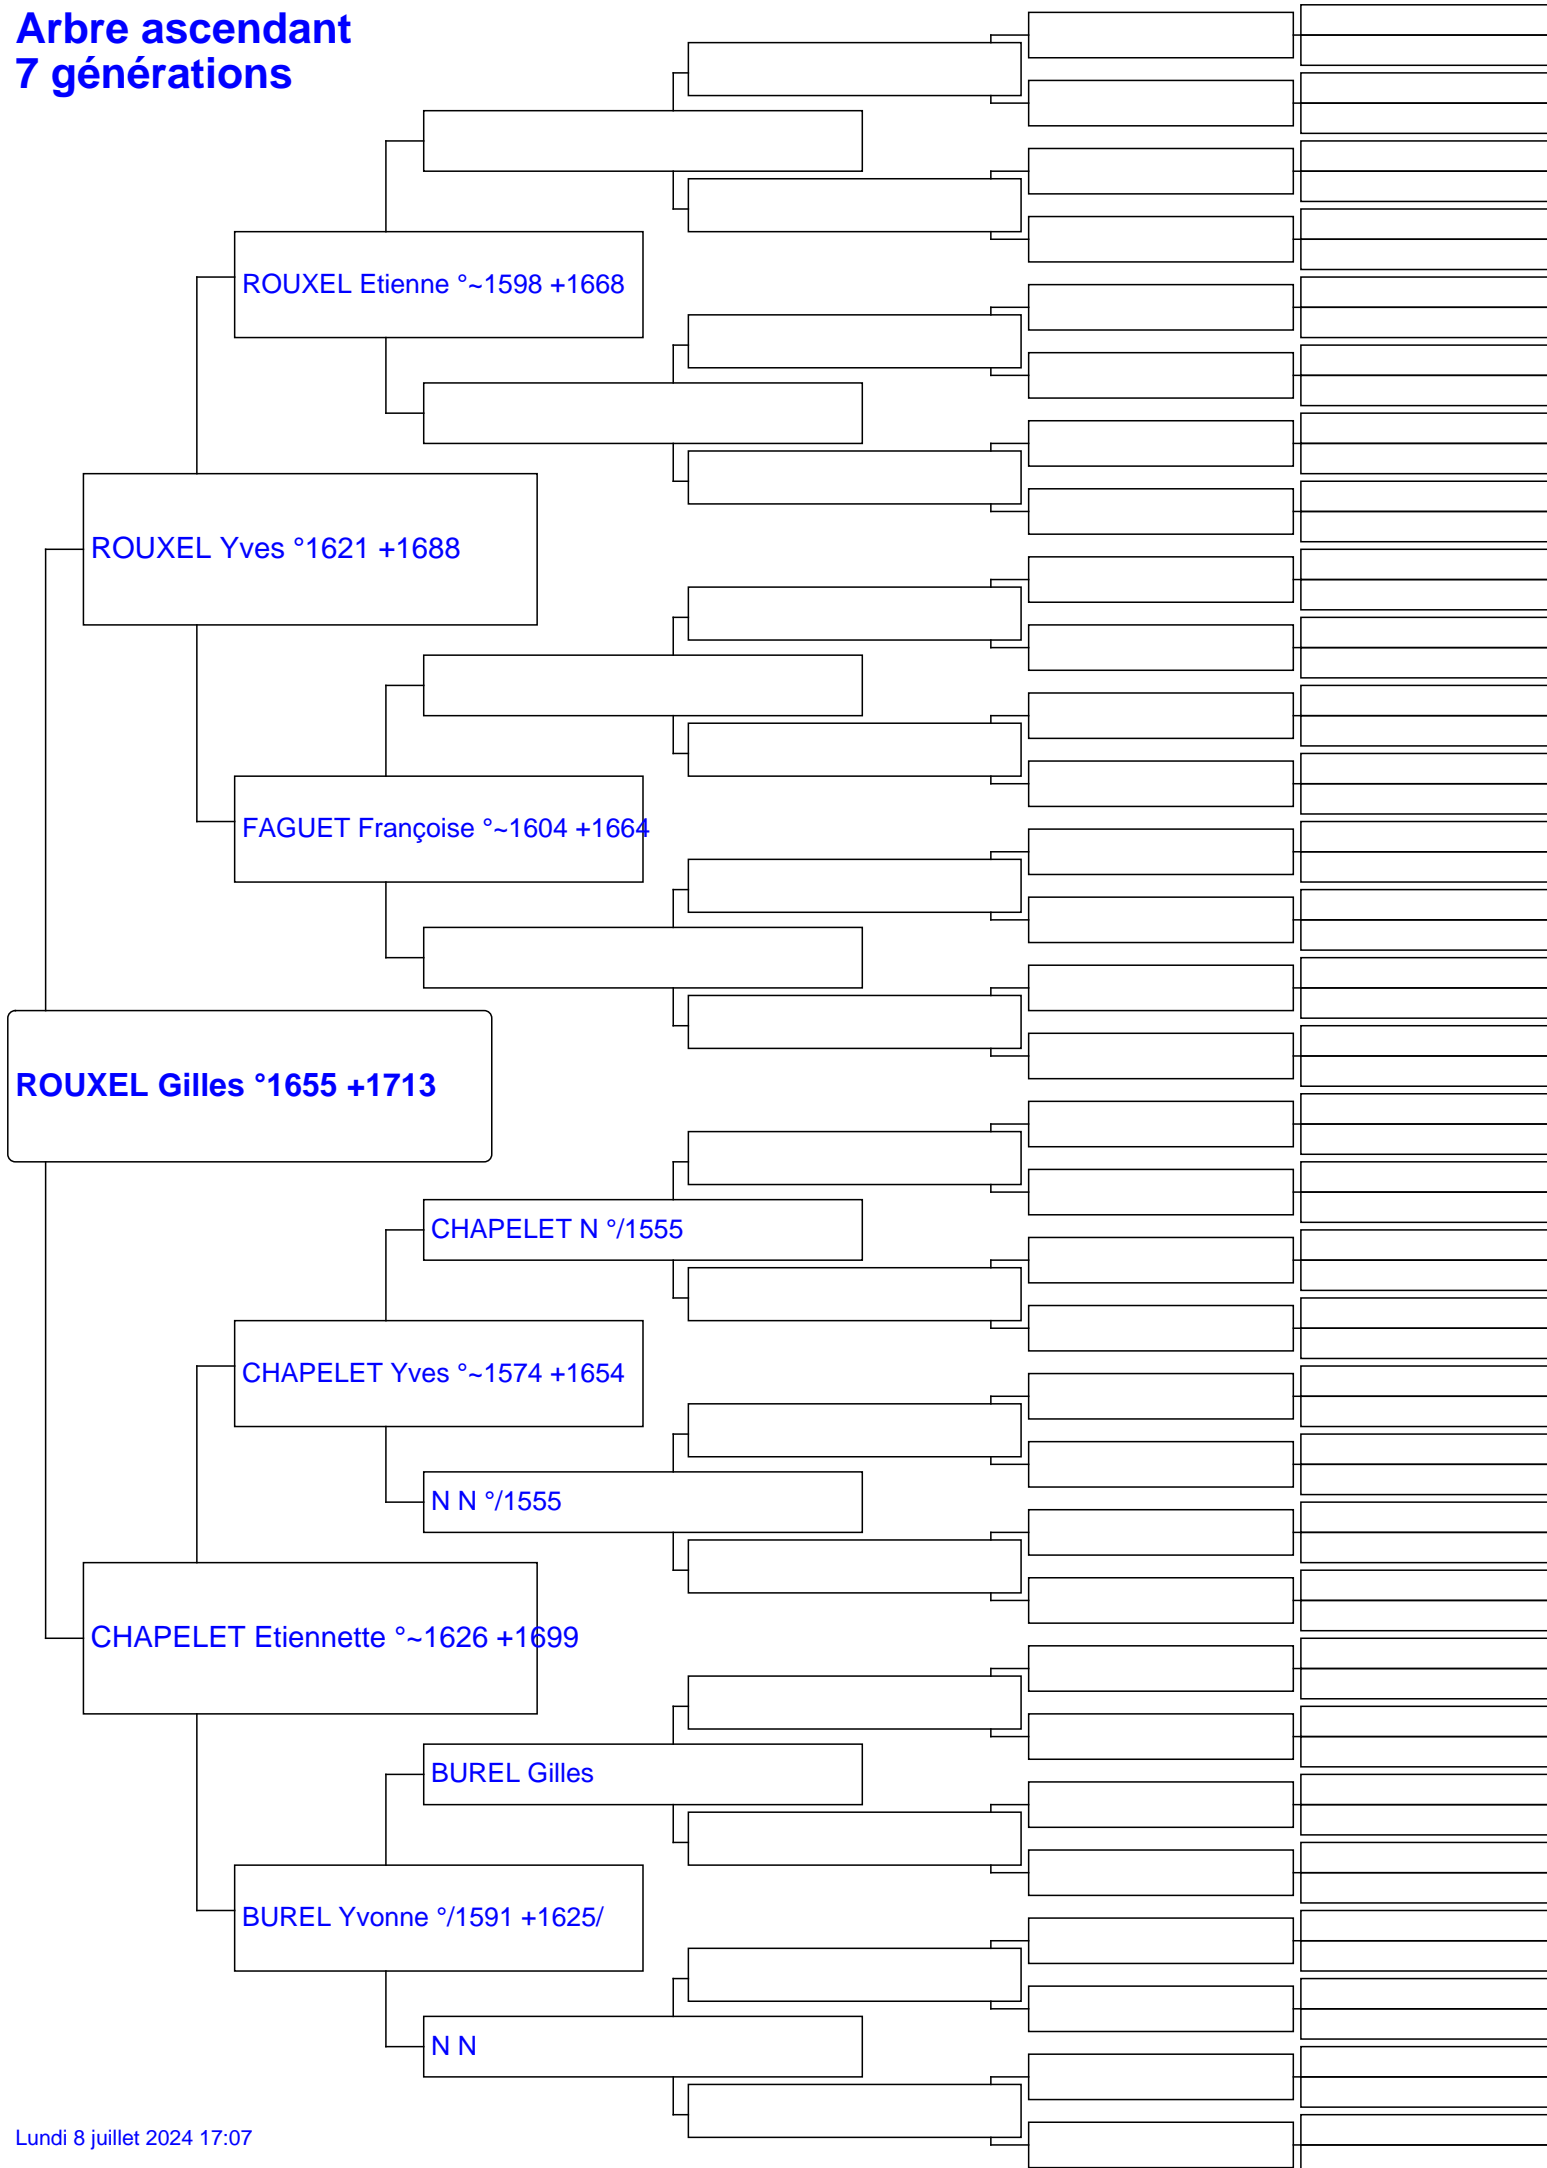 Arbre ascendant
7 générations
ROUXEL Etienne °~1598 +1668
ROUXEL Yves °1621 +1688
FAGUET Françoise °~1604 +1664
ROUXEL Gilles °1655 +1713
CHAPELET N °/1555
CHAPELET Yves °~1574 +1654
N N °/1555
CHAPELET Etiennette °~1626 +1699
BUREL Gilles
BUREL Yvonne °/1591 +1625/
N N
Lundi 8 juillet 2024 17:07